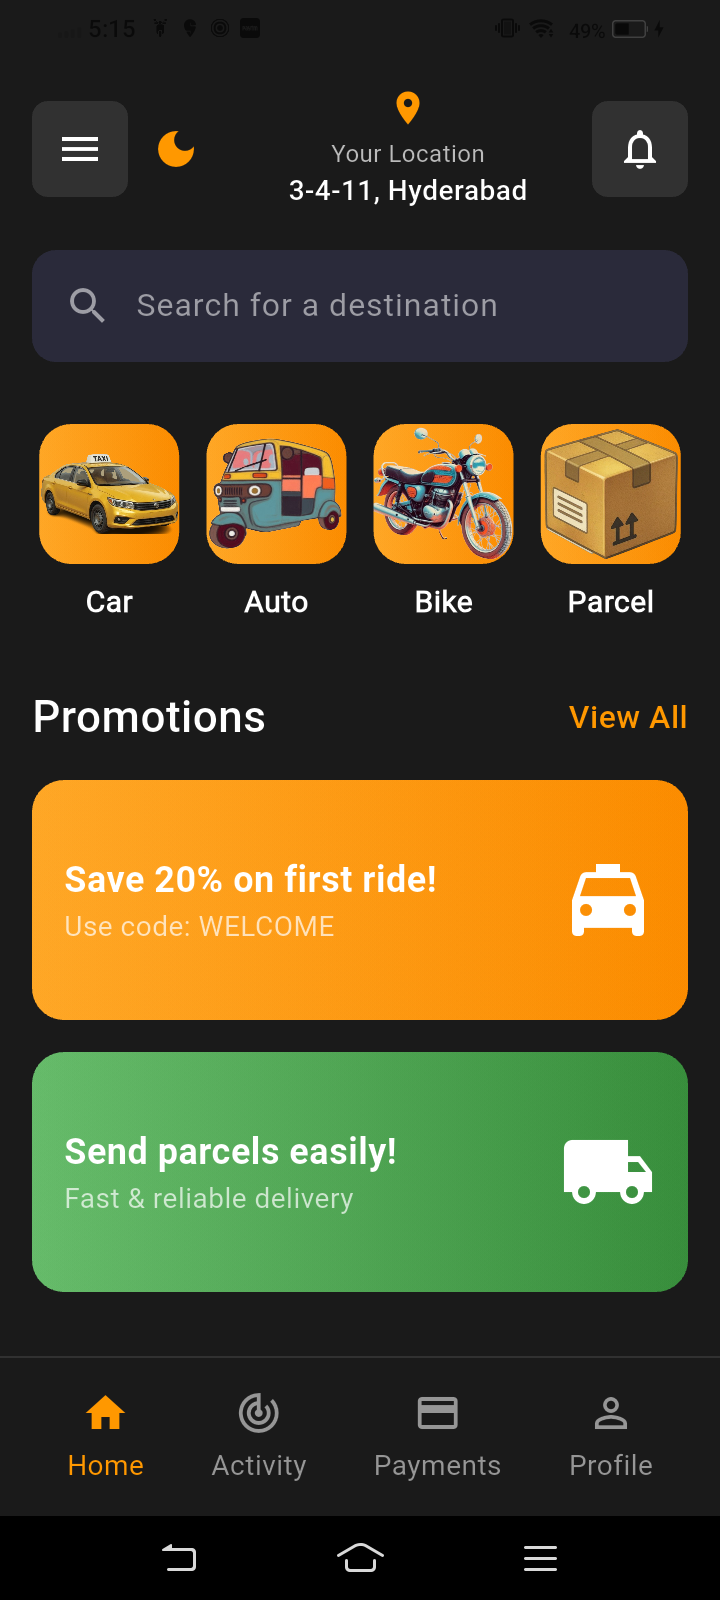 5:15
49%
Your Location
3-4-11, Hyderabad
Search for a destination
TAXI
Car
Auto
Bike
Parcel
Promotions
View All
Save 20% on first ride!
Use code: WELCOME
Send parcels easily!
Fast & reliable delivery
Home
Activity
Payments
Profile